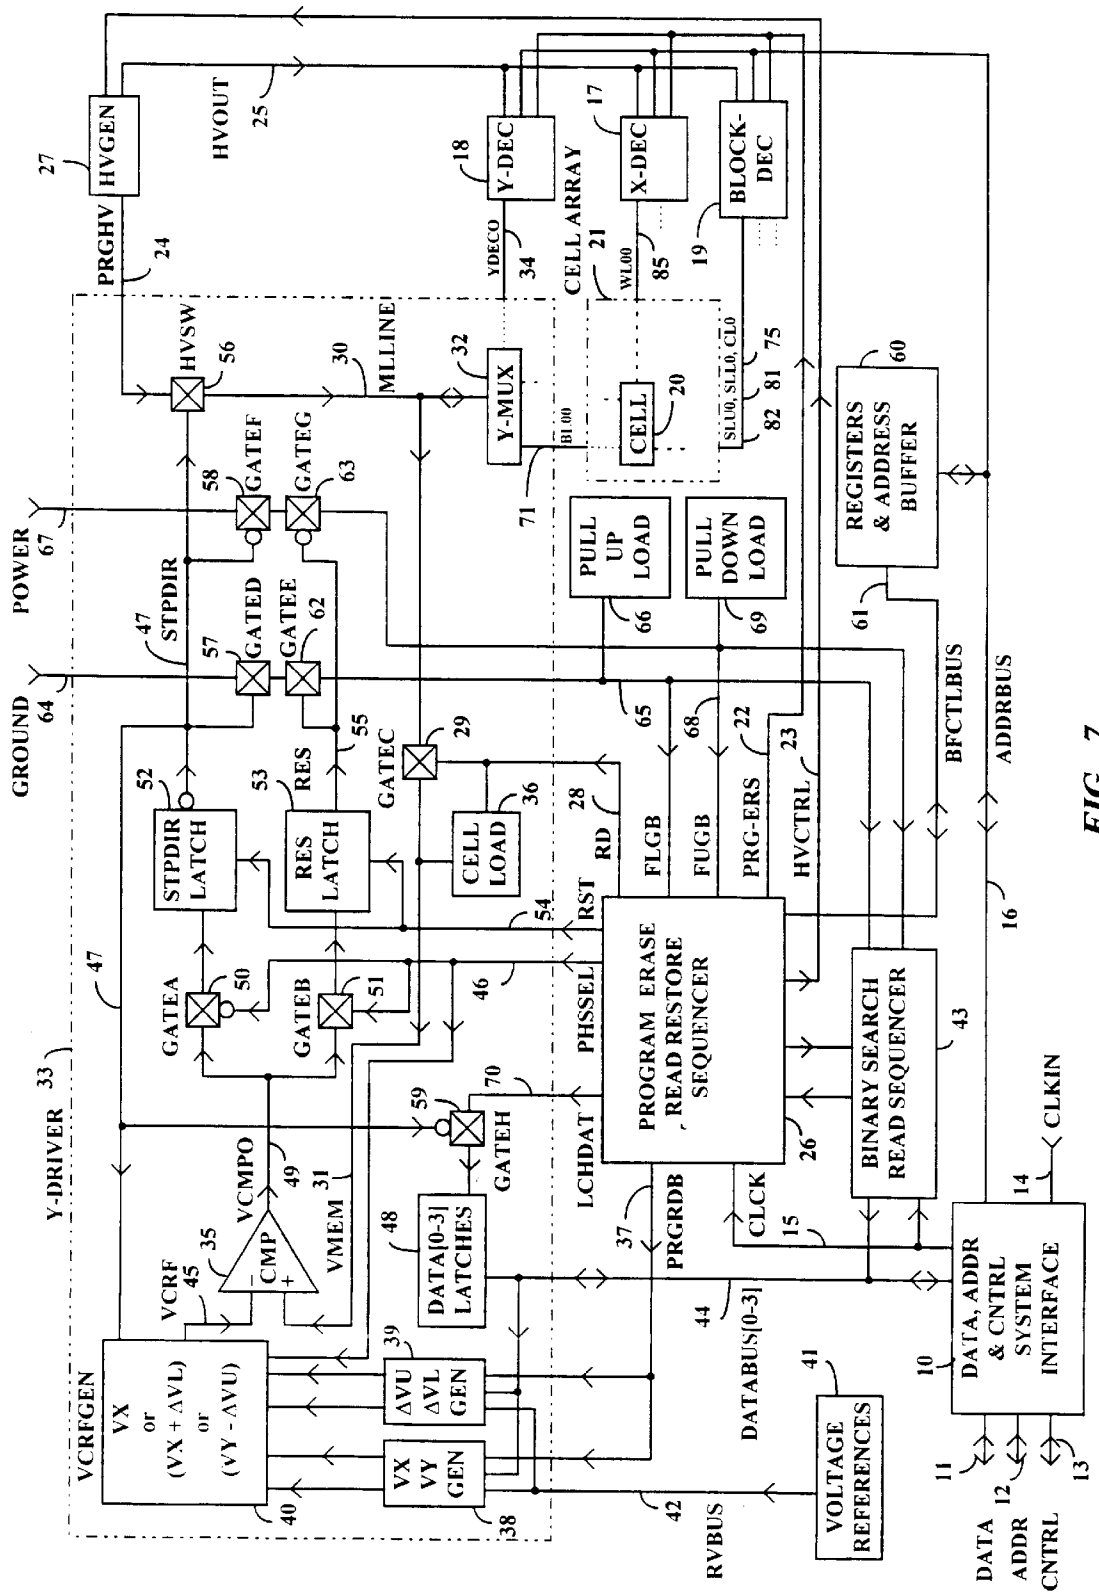 GROUND
64
POWER
67
Y-DRIVER
33
47
STPDIR
47
52
STPDIR
LATCH
GATEA
50
GATEB
51
RES
LATCH
53
RES
55
57
GATED
GATEE
62
58
GATEF
GATEG
63
HVSW
56
PRGHV
24
HVGEN
27
HVOUT
25
VCRFGEN
VX
or
(VX + ΔVL)
or
(VY - ΔVU)
40
VCRF
45
35
CMP
-
+
VCMPO
49
31
VMEM
46
54
GATEC
29
CELL
LOAD
36
30
MLLINE
32
Y-MUX
YDECO
34
18
Y-DEC
BL00
71
CELL ARRAY
21
CELL
20
WL00
85
17
X-DEC
19
BLOCK-
DEC
SLU0, SLL0, CL0
82
81
75
39
ΔVU
ΔVL
GEN
VX
VY
GEN
38
48
DATA[0-3]
LATCHES
59
GATEH
70
LCHDAT
PHSSEL
RST
RD
28
PULL
UP
LOAD
66
PULL
DOWN
LOAD
69
65
68
FLGB
FUGB
PRG-ERS
22
HVCTRL
23
PROGRAM ERASE
READ RESTORE
SEQUENCER
26
37
PRGRDB
CLCK
15
44
DATABUS[0-3]
42
RVBUS
VOLTAGE
REFERENCES
41
BINARY SEARCH
READ SEQUENCER
43
REGISTERS
& ADDRESS
BUFFER
60
61
BFCTLBUS
ADDRBUS
16
10
DATA, ADDR
& CNTRL
SYSTEM
INTERFACE
14
CLKIN
11
12
13
DATA
ADDR
CNTRL
FIG. 7